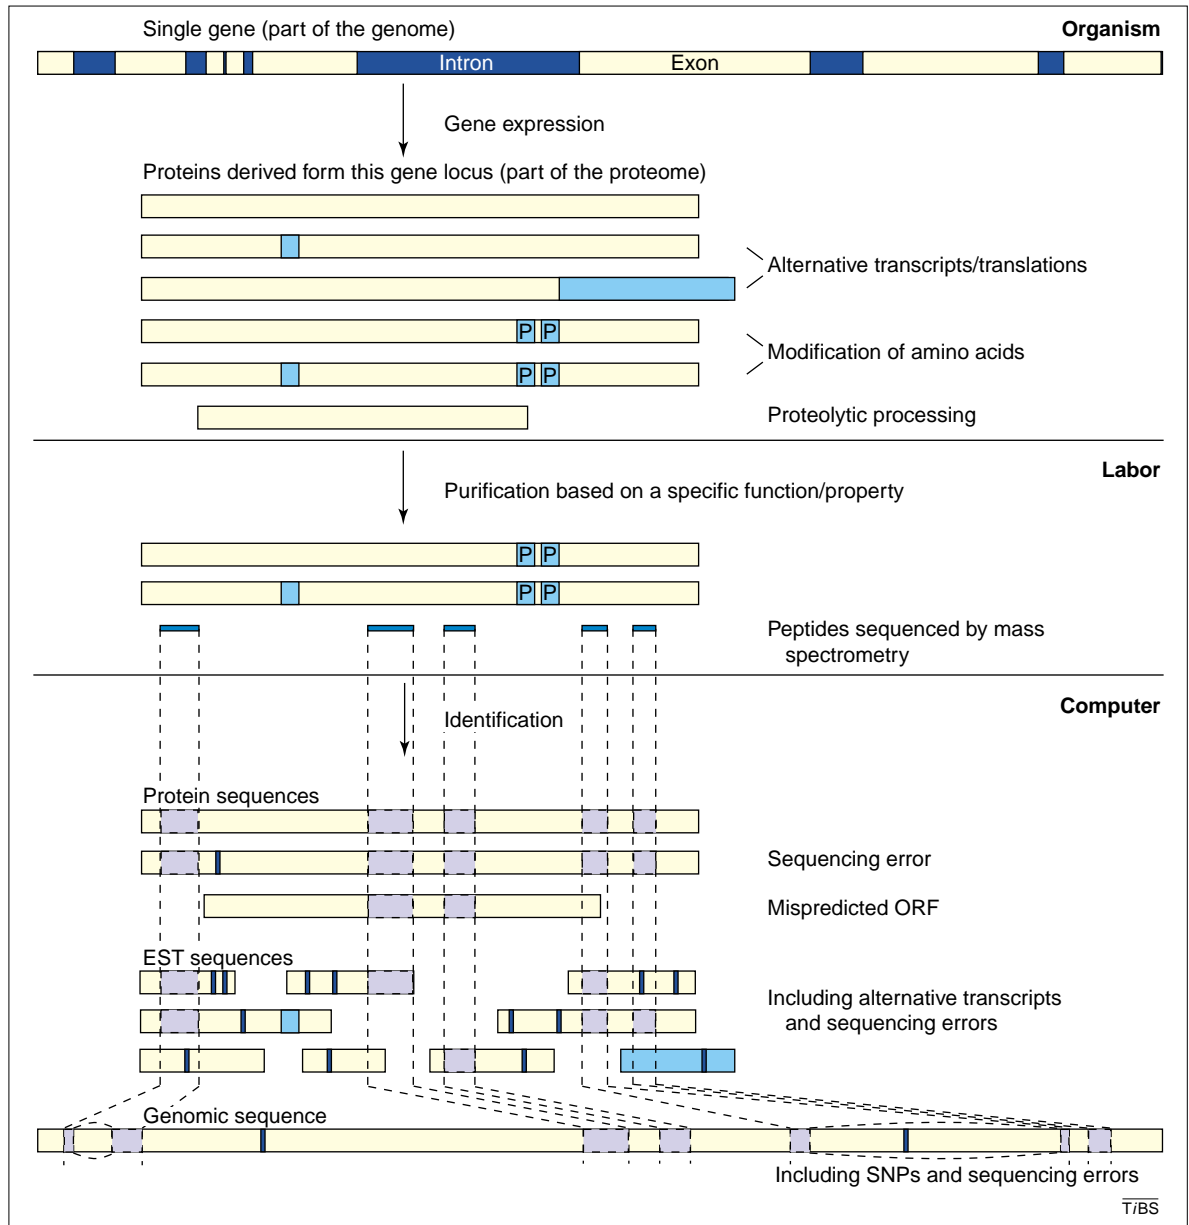 Single gene (part of the genome)
Organism
Intron
Exon
Gene expression
Proteins derived form this gene locus (part of the proteome)
Alternative transcripts/translations
P P
Modification of amino acids
P P
Proteolytic processing
Labor
Purification based on a specific function/property
P P
P P
Peptides sequenced by mass
spectrometry
Computer
Identification
Protein sequences
Sequencing error
Mispredicted ORF
EST sequences
Including alternative transcripts
and sequencing errors
Genomic sequence
Including SNPs and sequencing errors
TiBS